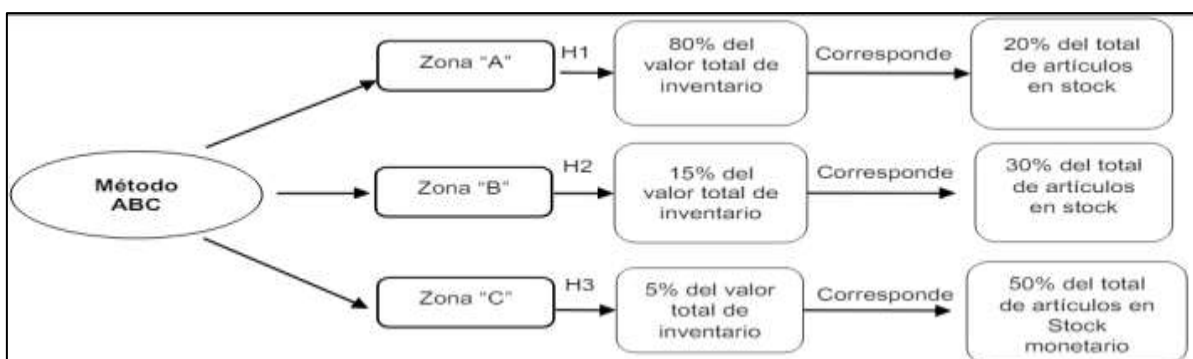 Zona "A"
H1
80% del
valor total de
inventario
Corresponde
20% del total
de artículos
en stock
Método
ABC
Zona "B"
H2
15% del
valor total de
inventario
Corresponde
30% del total
de artículos
en stock
Zona "C"
H3
5% del valor
total de
inventario
Corresponde
50% del total
de artículos en
Stock
monetario